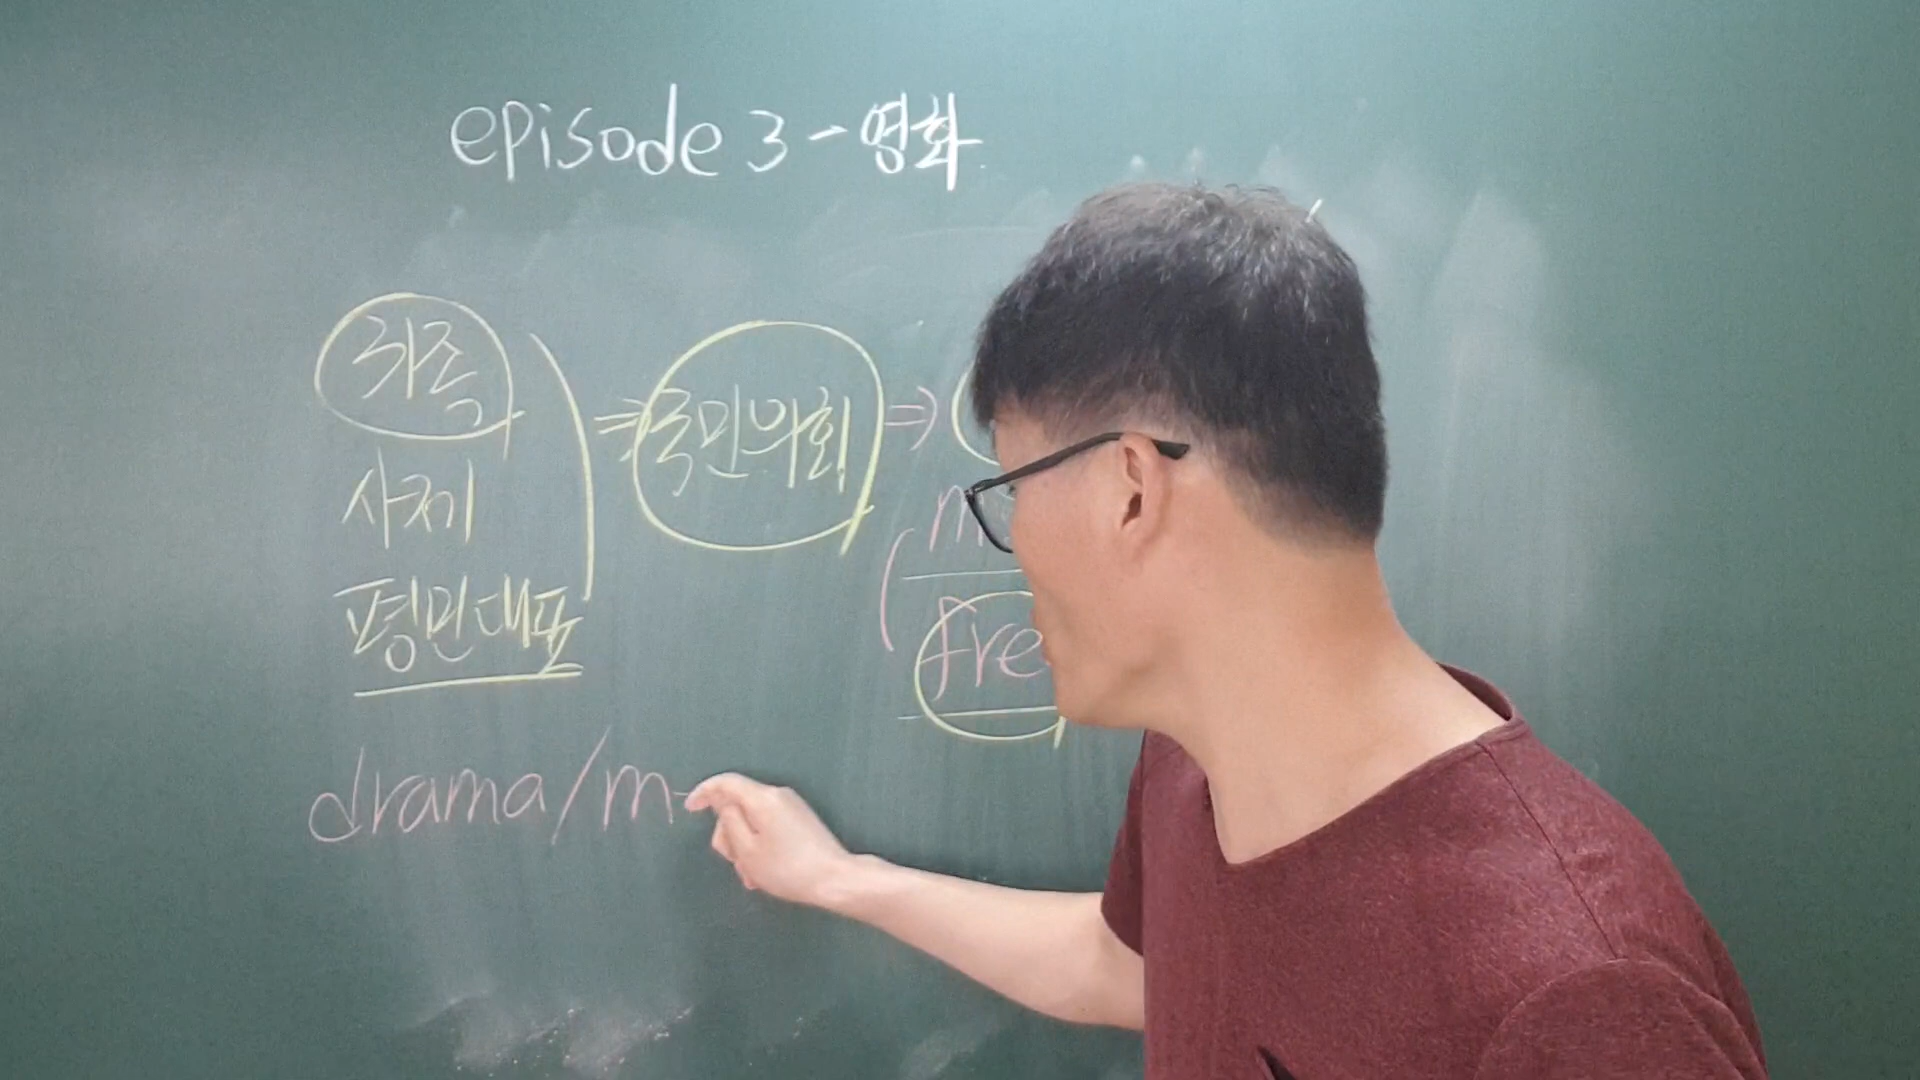 episode 3 - 영화
귀족
사제
평민대표
⇒ 국민의회 ⇒
fre
drama/m